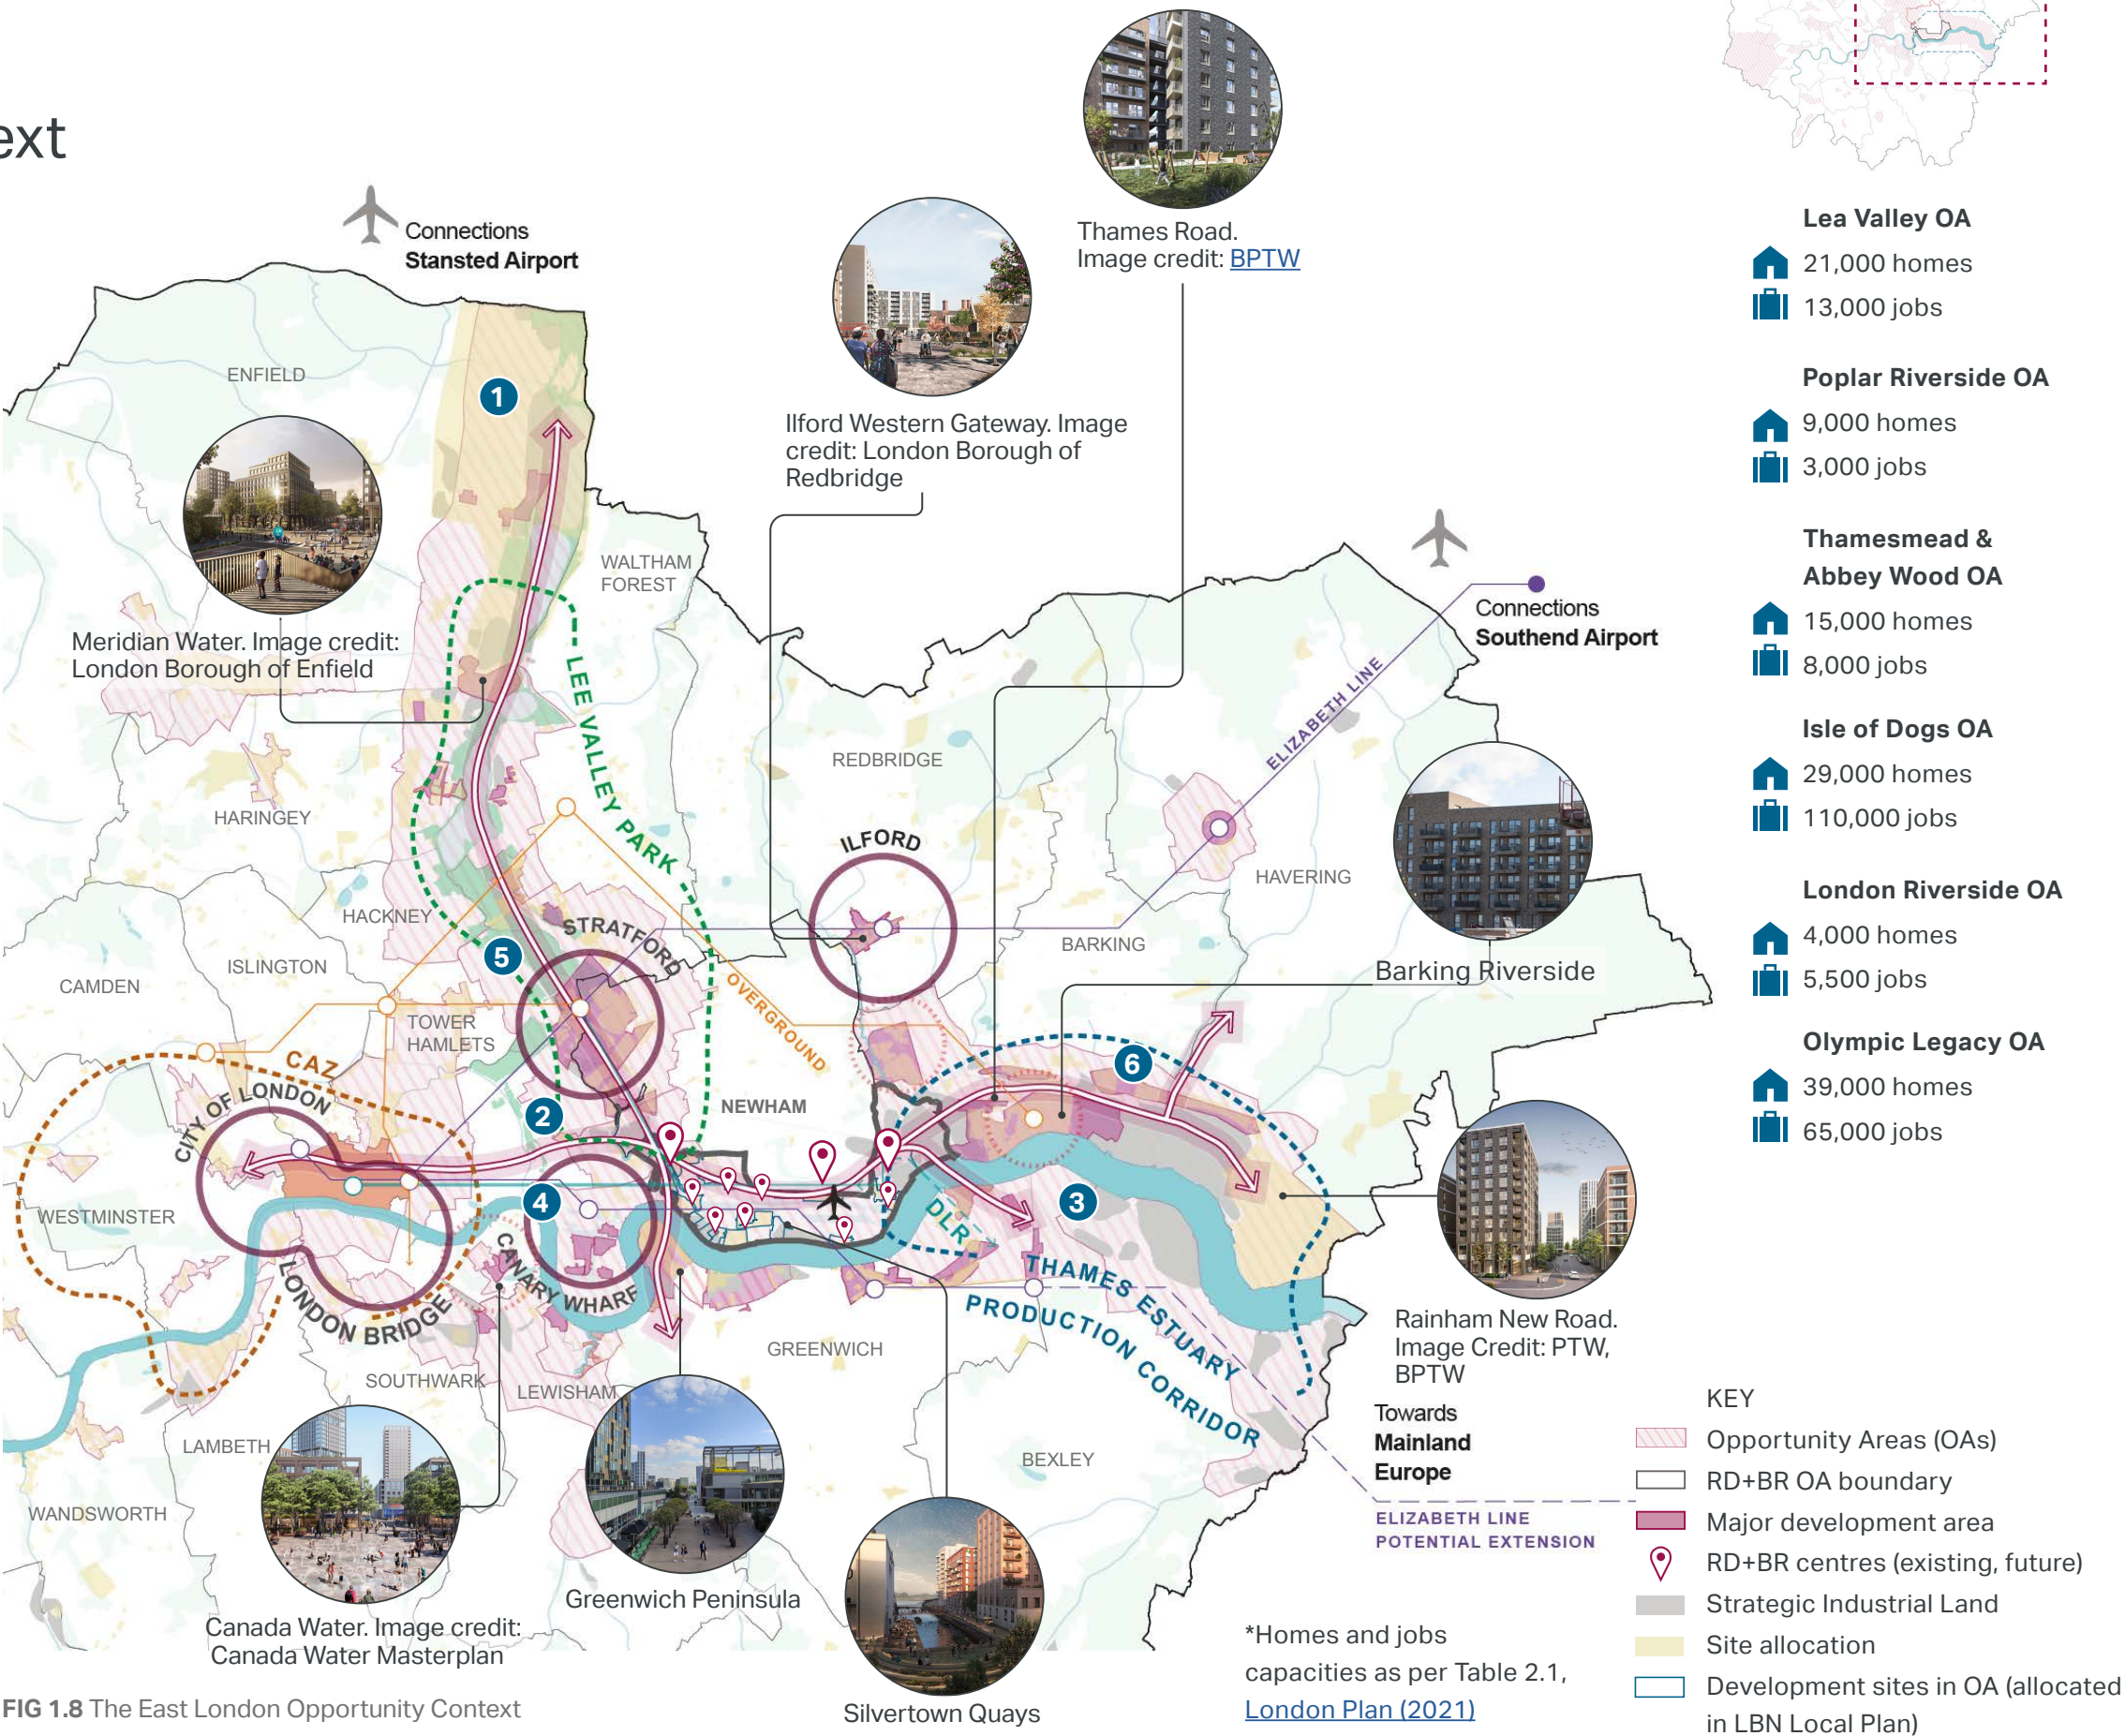 ext
Connections
Stansted Airport
Thames Road.
Image credit: BPTW
Ilford Western Gateway. Image
credit: London Borough of
Redbridge
Meridian Water. Image credit:
London Borough of Enfield
ENFIELD
1
WALTHAM
FOREST
LEE VALLEY PARK
Connections
Southend Airport
ELIZABETH LINE
REDBRIDGE
HARINGEY
ILFORD
HAVERING
HACKNEY
STRATFORD
BARKING
5
ISLINGTON
CAMDEN
Barking Riverside
OVERGROUND
TOWER
HAMLETS
CAZ
6
CITY OF LONDON
2
NEWHAM
4
3
WESTMINSTER
DLR
CANARY WHARF
LONDON BRIDGE
THAMES ESTUARY
PRODUCTION CORRIDOR
GREENWICH
SOUTHWARK
LEWISHAM
Rainham New Road.
Image Credit: PTW,
BPTW
LAMBETH
BEXLEY
WANDSWORTH
Towards
Mainland
Europe
ELIZABETH LINE
POTENTIAL EXTENSION
Greenwich Peninsula
Canada Water. Image credit:
Canada Water Masterplan
Silvertown Quays
*Homes and jobs
capacities as per Table 2.1,
London Plan (2021)
FIG 1.8 The East London Opportunity Context
Lea Valley OA
21,000 homes
13,000 jobs
Poplar Riverside OA
9,000 homes
3,000 jobs
Thamesmead &
Abbey Wood OA
15,000 homes
8,000 jobs
Isle of Dogs OA
29,000 homes
110,000 jobs
London Riverside OA
4,000 homes
5,500 jobs
Olympic Legacy OA
39,000 homes
65,000 jobs
KEY
Opportunity Areas (OAs)
RD+BR OA boundary
Major development area
RD+BR centres (existing, future)
Strategic Industrial Land
Site allocation
Development sites in OA (allocated
in LBN Local Plan)